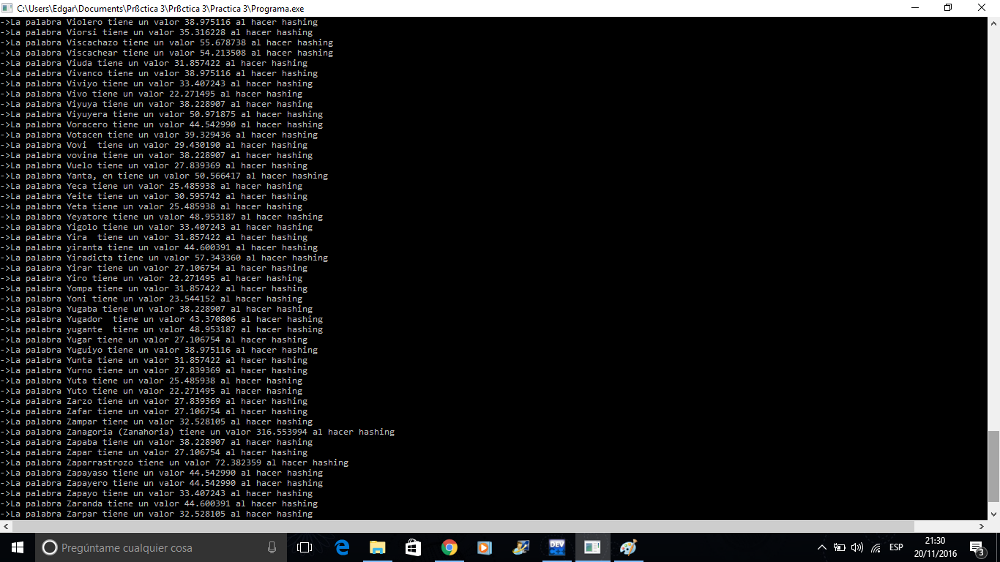 C:\Users\Edgar\Documents\Prßctica 3\Prßctica 3\Practica 3\Programa.exe
->La palabra Violero tiene un valor 38.975116 al hacer hashing
->La palabra Viorsi tiene un valor 35.316228 al hacer hashing
->La palabra Viscachazo tiene un valor 55.678738 al hacer hashing
->La palabra Viscachear tiene un valor 54.213508 al hacer hashing
->La palabra Viuda tiene un valor 31.857422 al hacer hashing
->La palabra Vivanco tiene un valor 38.975116 al hacer hashing
->La palabra Viviyo tiene un valor 33.407243 al hacer hashing
->La palabra Vivo tiene un valor 22.271495 al hacer hashing
->La palabra Viyuya tiene un valor 38.228907 al hacer hashing
->La palabra Viyuyera tiene un valor 50.971875 al hacer hashing
->La palabra Voracero tiene un valor 44.542990 al hacer hashing
->La palabra Votacen tiene un valor 39.329436 al hacer hashing
->La palabra Vovi  tiene un valor 29.430190 al hacer hashing
->La palabra vovina tiene un valor 38.228907 al hacer hashing
->La palabra Vuelo tiene un valor 27.839369 al hacer hashing
->La palabra Yanta, en tiene un valor 50.566417 al hacer hashing
->La palabra Yeca tiene un valor 25.485938 al hacer hashing
->La palabra Yeite tiene un valor 30.595742 al hacer hashing
->La palabra Yeta tiene un valor 25.485938 al hacer hashing
->La palabra Yeyatore tiene un valor 48.953187 al hacer hashing
->La palabra Yigolo tiene un valor 33.407243 al hacer hashing
->La palabra Yira  tiene un valor 31.857422 al hacer hashing
->La palabra yiranta tiene un valor 44.600391 al hacer hashing
->La palabra Yiradicta tiene un valor 57.343360 al hacer hashing
->La palabra Yirar tiene un valor 27.106754 al hacer hashing
->La palabra Yiro tiene un valor 22.271495 al hacer hashing
->La palabra Yompa tiene un valor 31.857422 al hacer hashing
->La palabra Yoni tiene un valor 23.544152 al hacer hashing
->La palabra Yugaba tiene un valor 38.228907 al hacer hashing
->La palabra Yugador  tiene un valor 43.370806 al hacer hashing
->La palabra yugante  tiene un valor 48.953187 al hacer hashing
->La palabra Yugar tiene un valor 27.106754 al hacer hashing
->La palabra Yuguiyo tiene un valor 38.975116 al hacer hashing
->La palabra Yunta tiene un valor 31.857422 al hacer hashing
->La palabra Yurno tiene un valor 27.839369 al hacer hashing
->La palabra Yuta tiene un valor 25.485938 al hacer hashing
->La palabra Yuto tiene un valor 22.271495 al hacer hashing
->La palabra Zarzo tiene un valor 27.839369 al hacer hashing
->La palabra Zafar tiene un valor 27.106754 al hacer hashing
->La palabra Zampar tiene un valor 32.528105 al hacer hashing
->La palabra Zanagoria (Zanahoria) tiene un valor 316.553994 al hacer hashing
->La palabra Zapaba tiene un valor 38.228907 al hacer hashing
->La palabra Zapar tiene un valor 27.106754 al hacer hashing
->La palabra Zaparrastrozo tiene un valor 72.382359 al hacer hashing
->La palabra Zapayaso tiene un valor 44.542990 al hacer hashing
->La palabra Zapayero tiene un valor 44.542990 al hacer hashing
->La palabra Zapayo tiene un valor 33.407243 al hacer hashing
->La palabra Zaranda tiene un valor 44.600391 al hacer hashing
->La palabra Zarpar tiene un valor 32.528105 al hacer hashing
Pregúntame cualquier cosa
DEV
ESP
21:30
20/11/2016
3